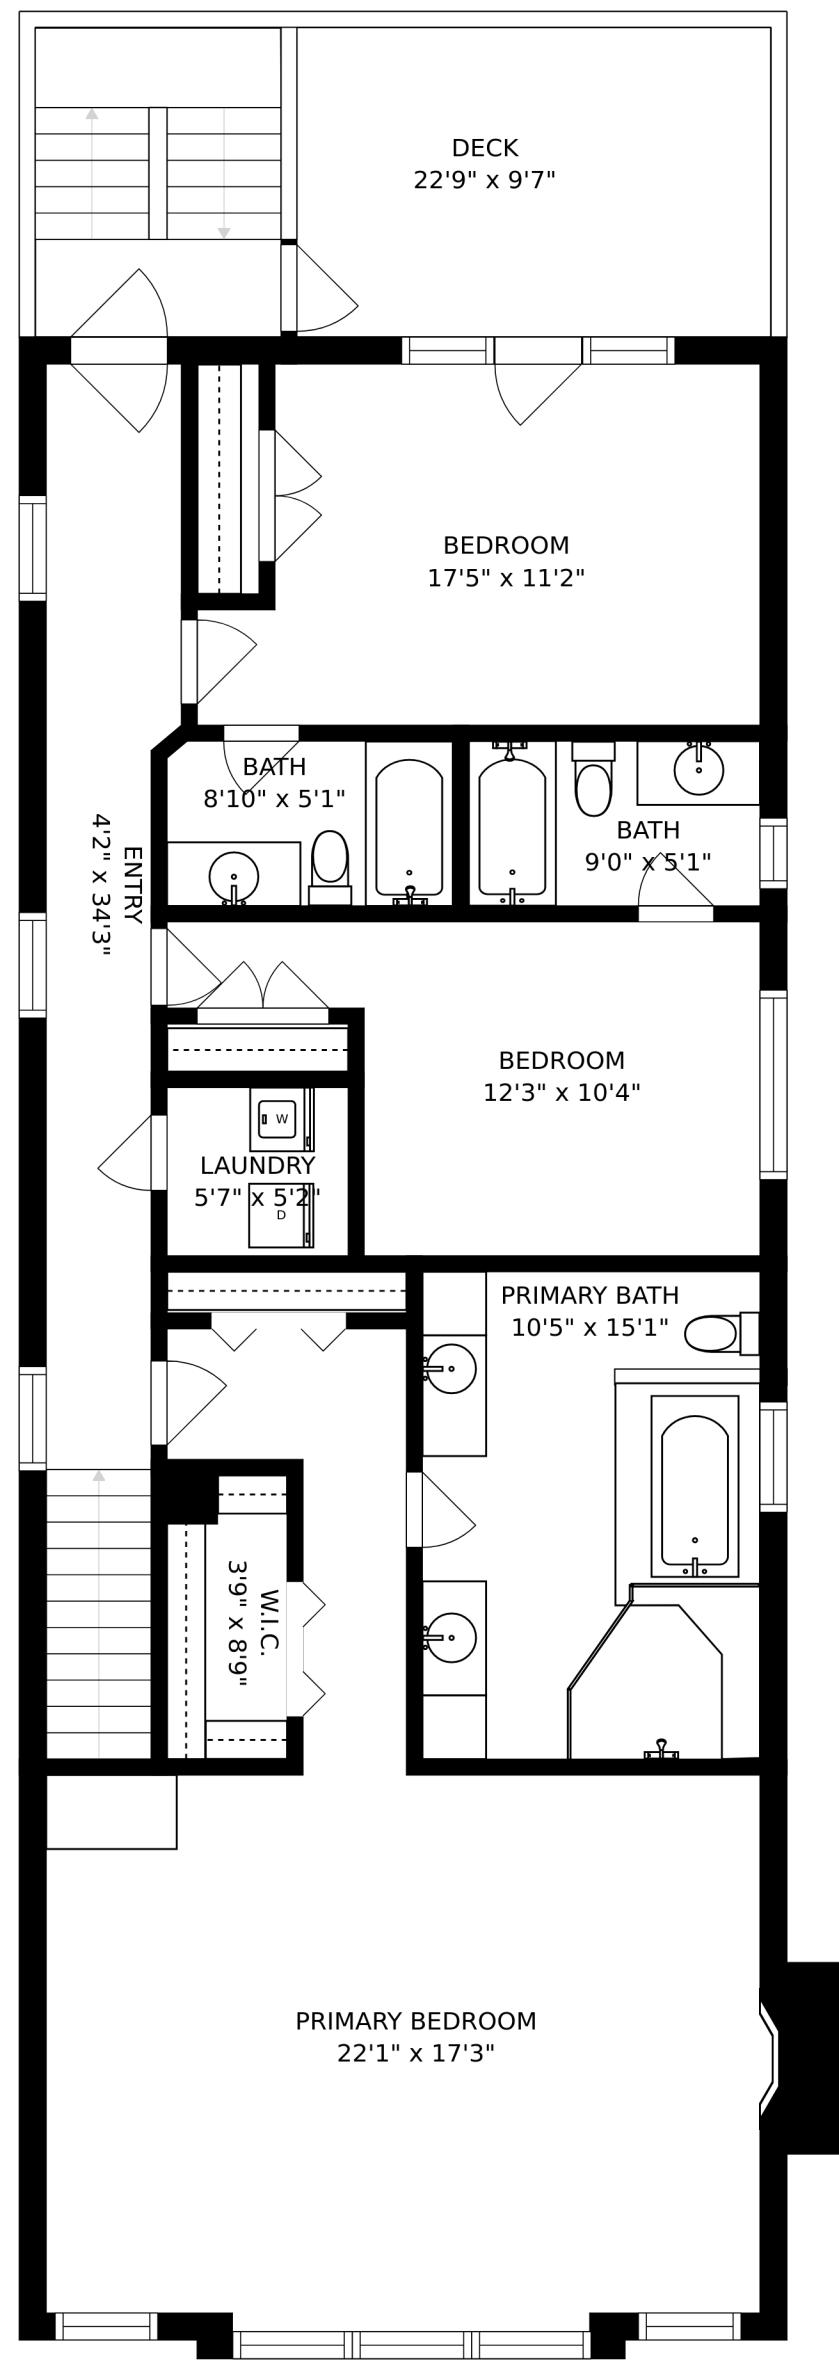 DECK
22'9" x 9'7"
BEDROOM
17'5" x 11'2"
BATH
8'10" x 5'1"
BATH
9'0" x 5'1"
ENTRY
4'2" x 34'3"
BEDROOM
12'3" x 10'4"
W
LAUNDRY
5'7" x 5'2"
D
PRIMARY BATH
10'5" x 15'1"
W.I.C.
3'9" x 8'9"
PRIMARY BEDROOM
22'1" x 17'3"